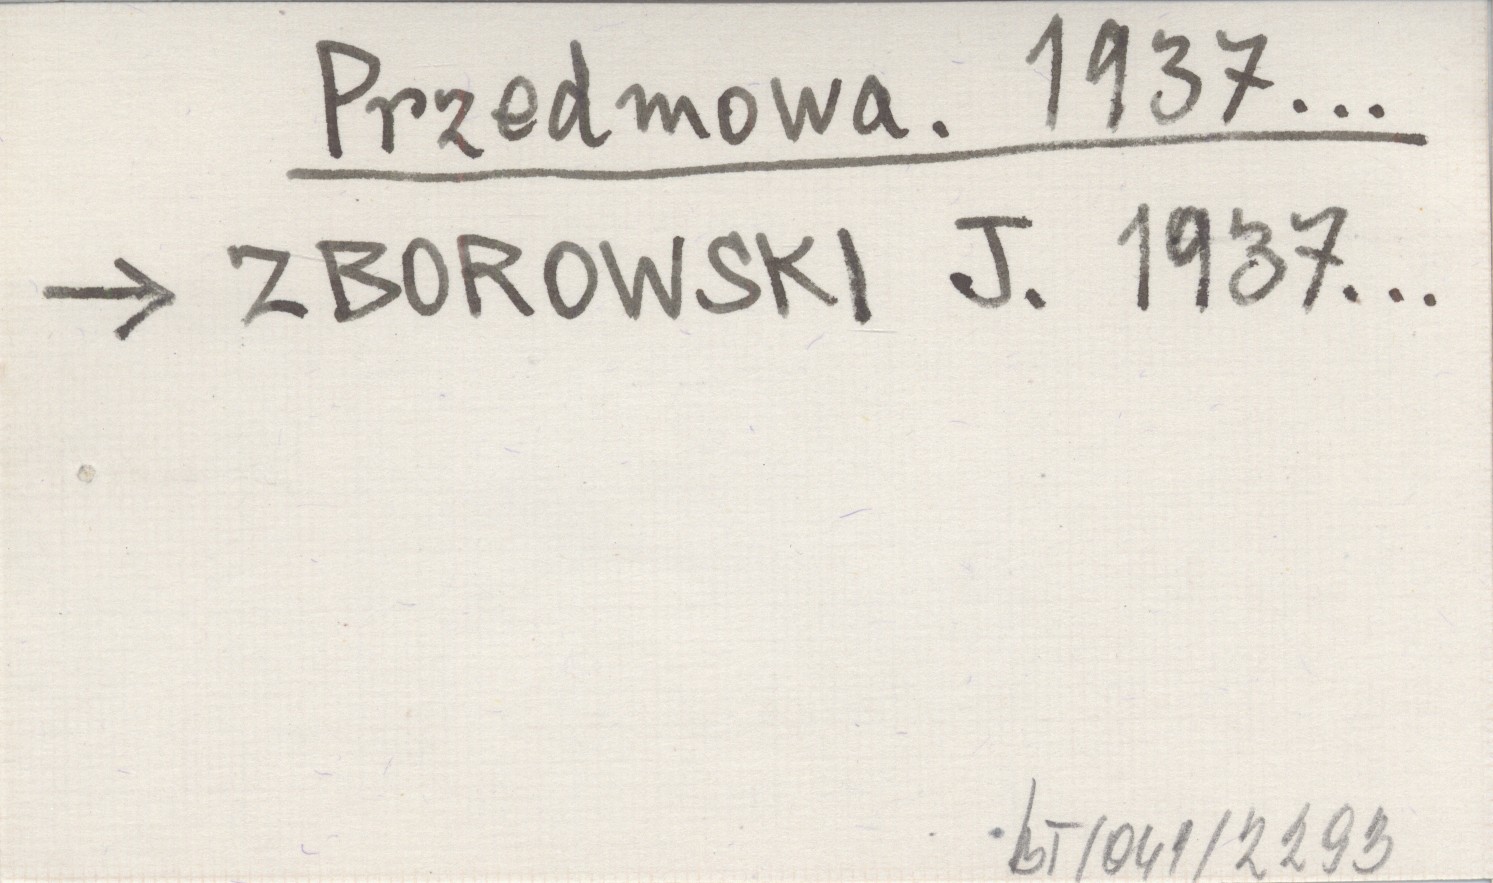 Przedmowa. 1937...
→ ZBOROWSKI J. 1937...
bT/041/2293